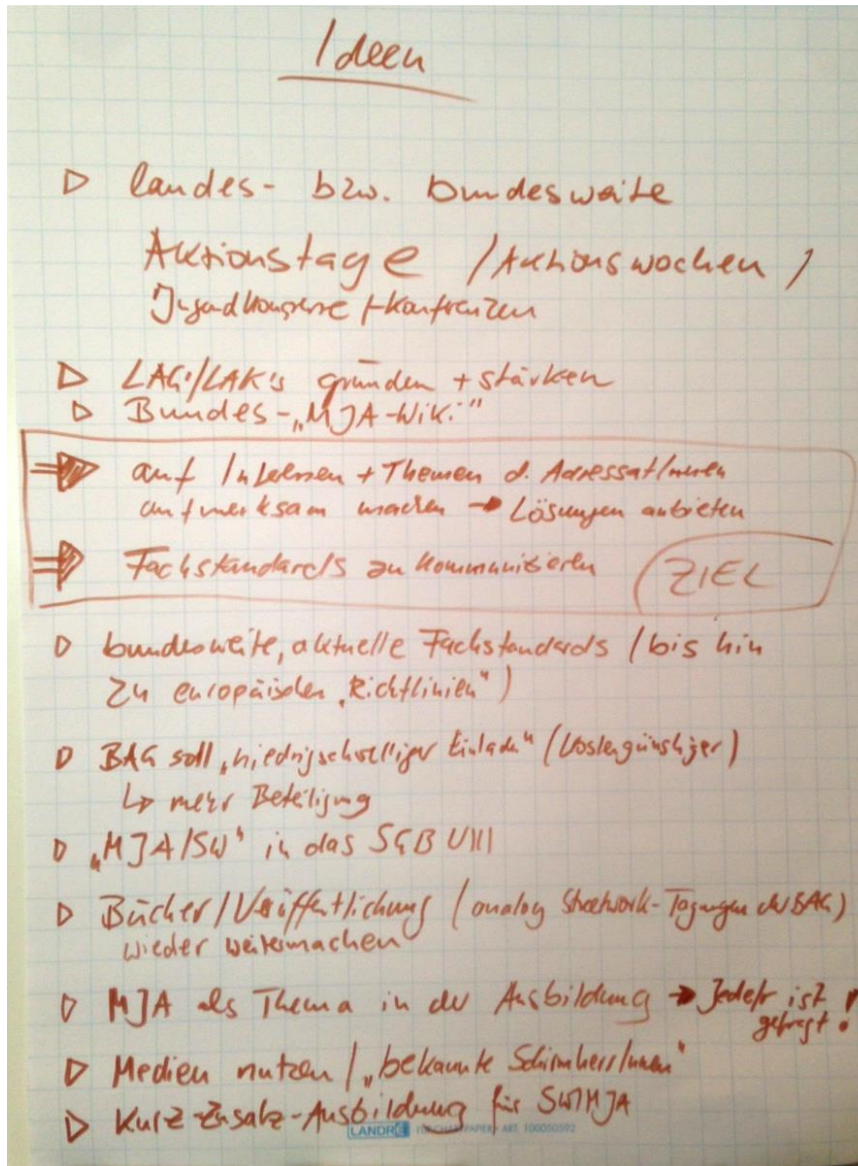 Ideen
▷ landes- bzw. bundesweite
Aktionstage / Aktionswochen /
Jugendkongresse / -konferenzen
▷ LAG's/LAK's gründen + stärken
▷ Bundes-„MJA-Wiki"
⇒ auf Interessen + Themen d. Adressat/innen
aufmerksam machen → Lösungen anbieten
⇒ Fachstandards zu kommunizieren ZIEL
▷ bundesweite, aktuelle Fachstandards (bis hin
zu europäischen „Richtlinien")
▷ BAG soll „niedrigschwelliger Einladen" (kostengünstiger)
↳ mehr Beteiligung
▷ „MJA/SW" in das SGB VIII
▷ Bücher/Veröffentlichung (analog Streetwork-Tagungen der BAG)
wieder weitermachen
▷ MJA als Thema in der Ausbildung → Jede/r ist
gefragt!
▷ Medien nutzen / „bekannte Schirmherr/innen"
▷ Kurz-Zusatz-Ausbildung für SW/MJA
LANDRÉ ART. 100050592